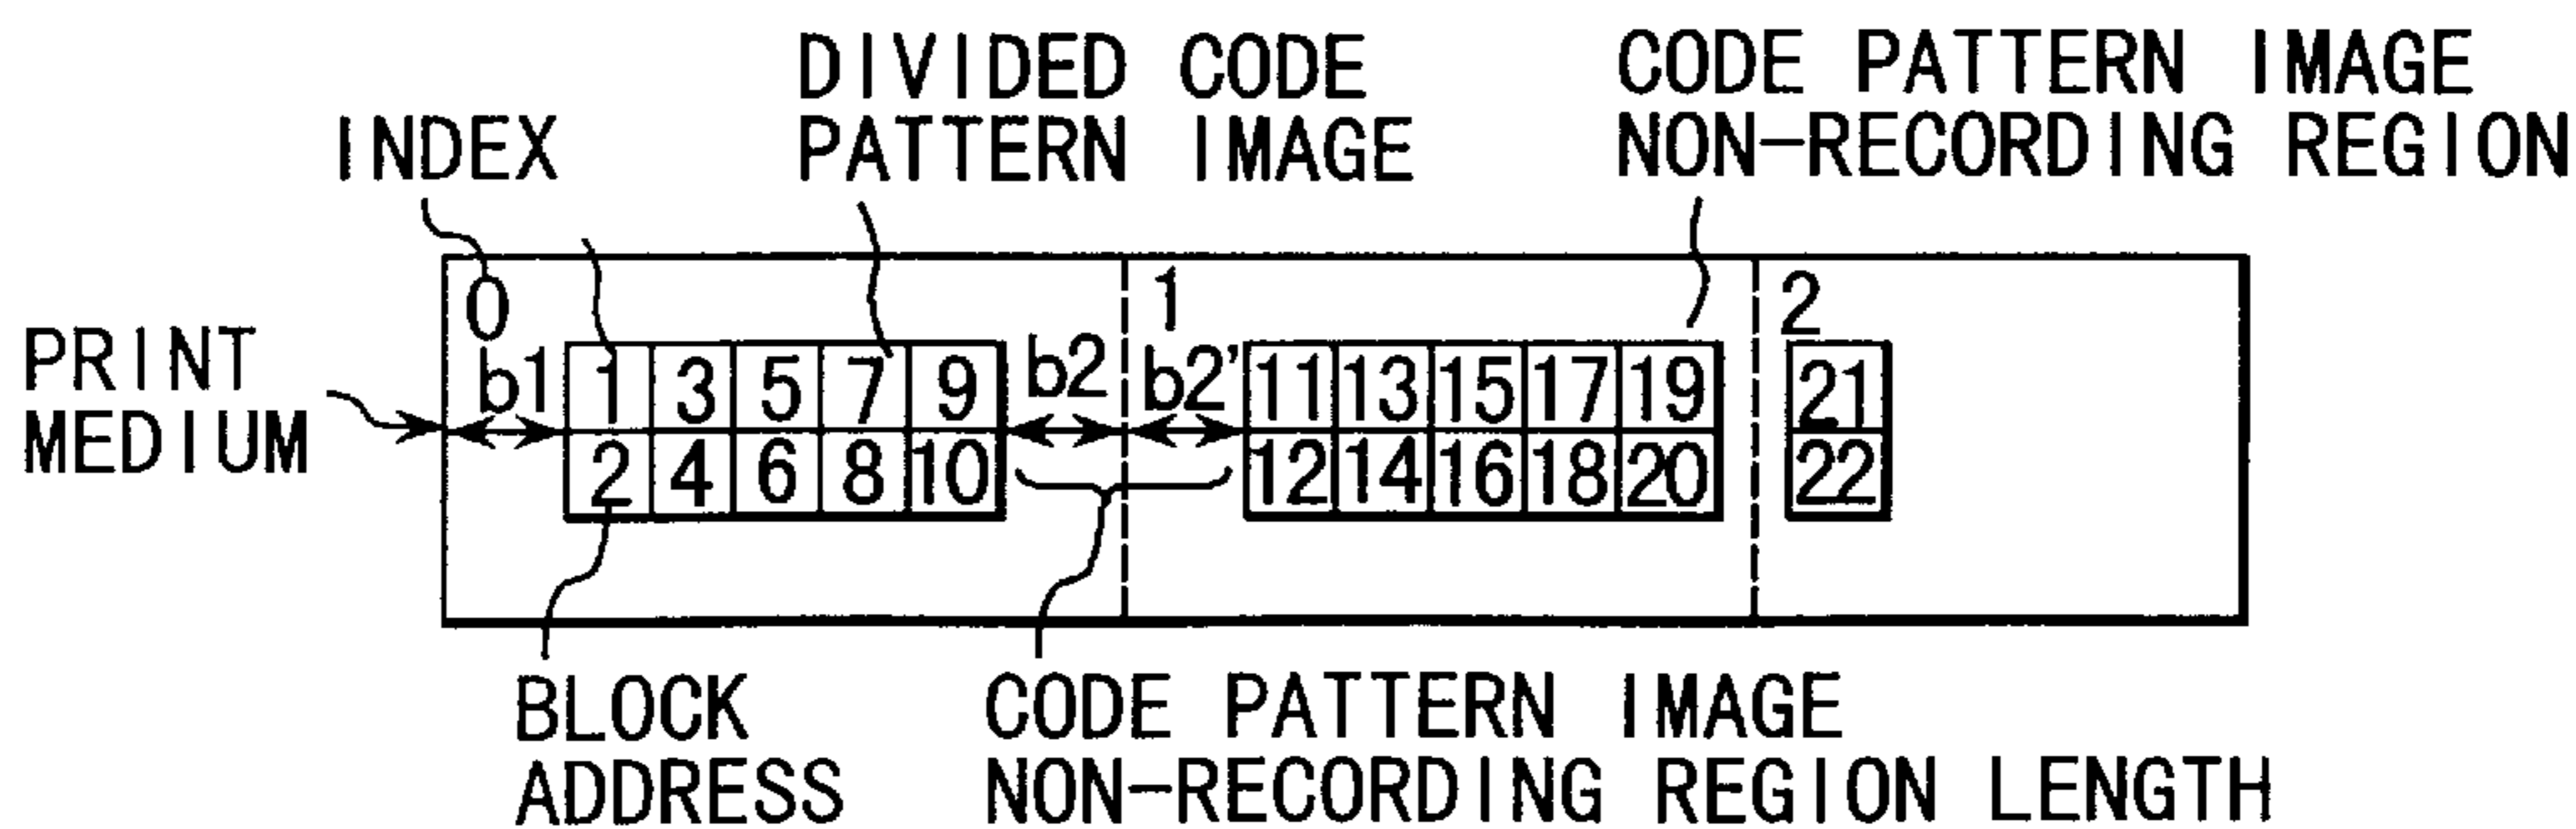 DIVIDED CODE
PATTERN IMAGE
CODE PATTERN IMAGE
NON-RECORDING REGION
INDEX
0
1
2
PRINT
MEDIUM
b1
1 3 5 7 9
b2
b2'
11 13 15 17 19
21
2 4 6 8 10
12 14 16 18 20
22
BLOCK
ADDRESS
CODE PATTERN IMAGE
NON-RECORDING REGION LENGTH